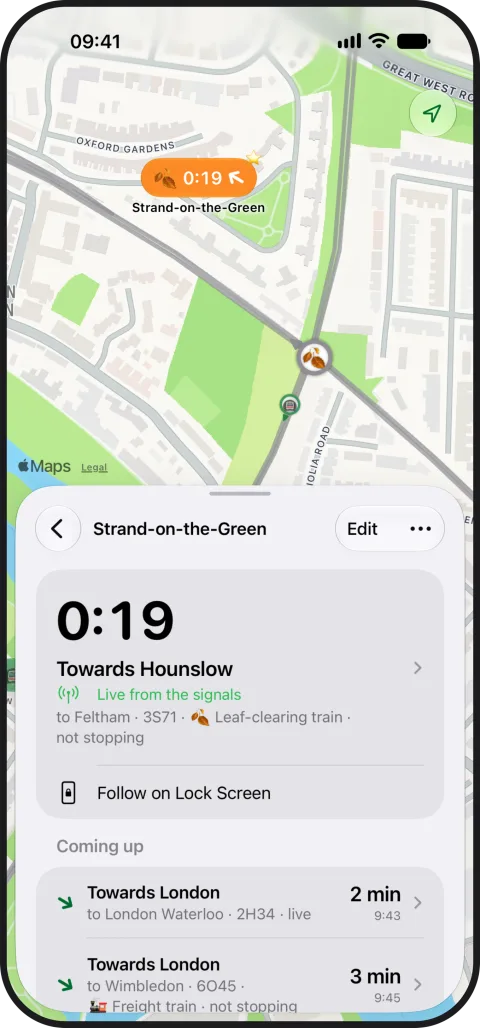 09:41
GREAT WEST RO
OXFORD GARDENS
0:19
Strand-on-the-Green
N
N
OLIA ROAD
Maps Legal
Strand-on-the-Green
Edit
0:19
Towards Hounslow
Live from the signals
to Feltham · 3S71 · 🍂 Leaf-clearing train ·
not stopping
Follow on Lock Screen
Coming up
Towards London
2 min
to London Waterloo · 2H34 · live
9:43
Towards London
3 min
to Wimbledon · 6O45 ·
9:45
🚂 Freight train · not stopping